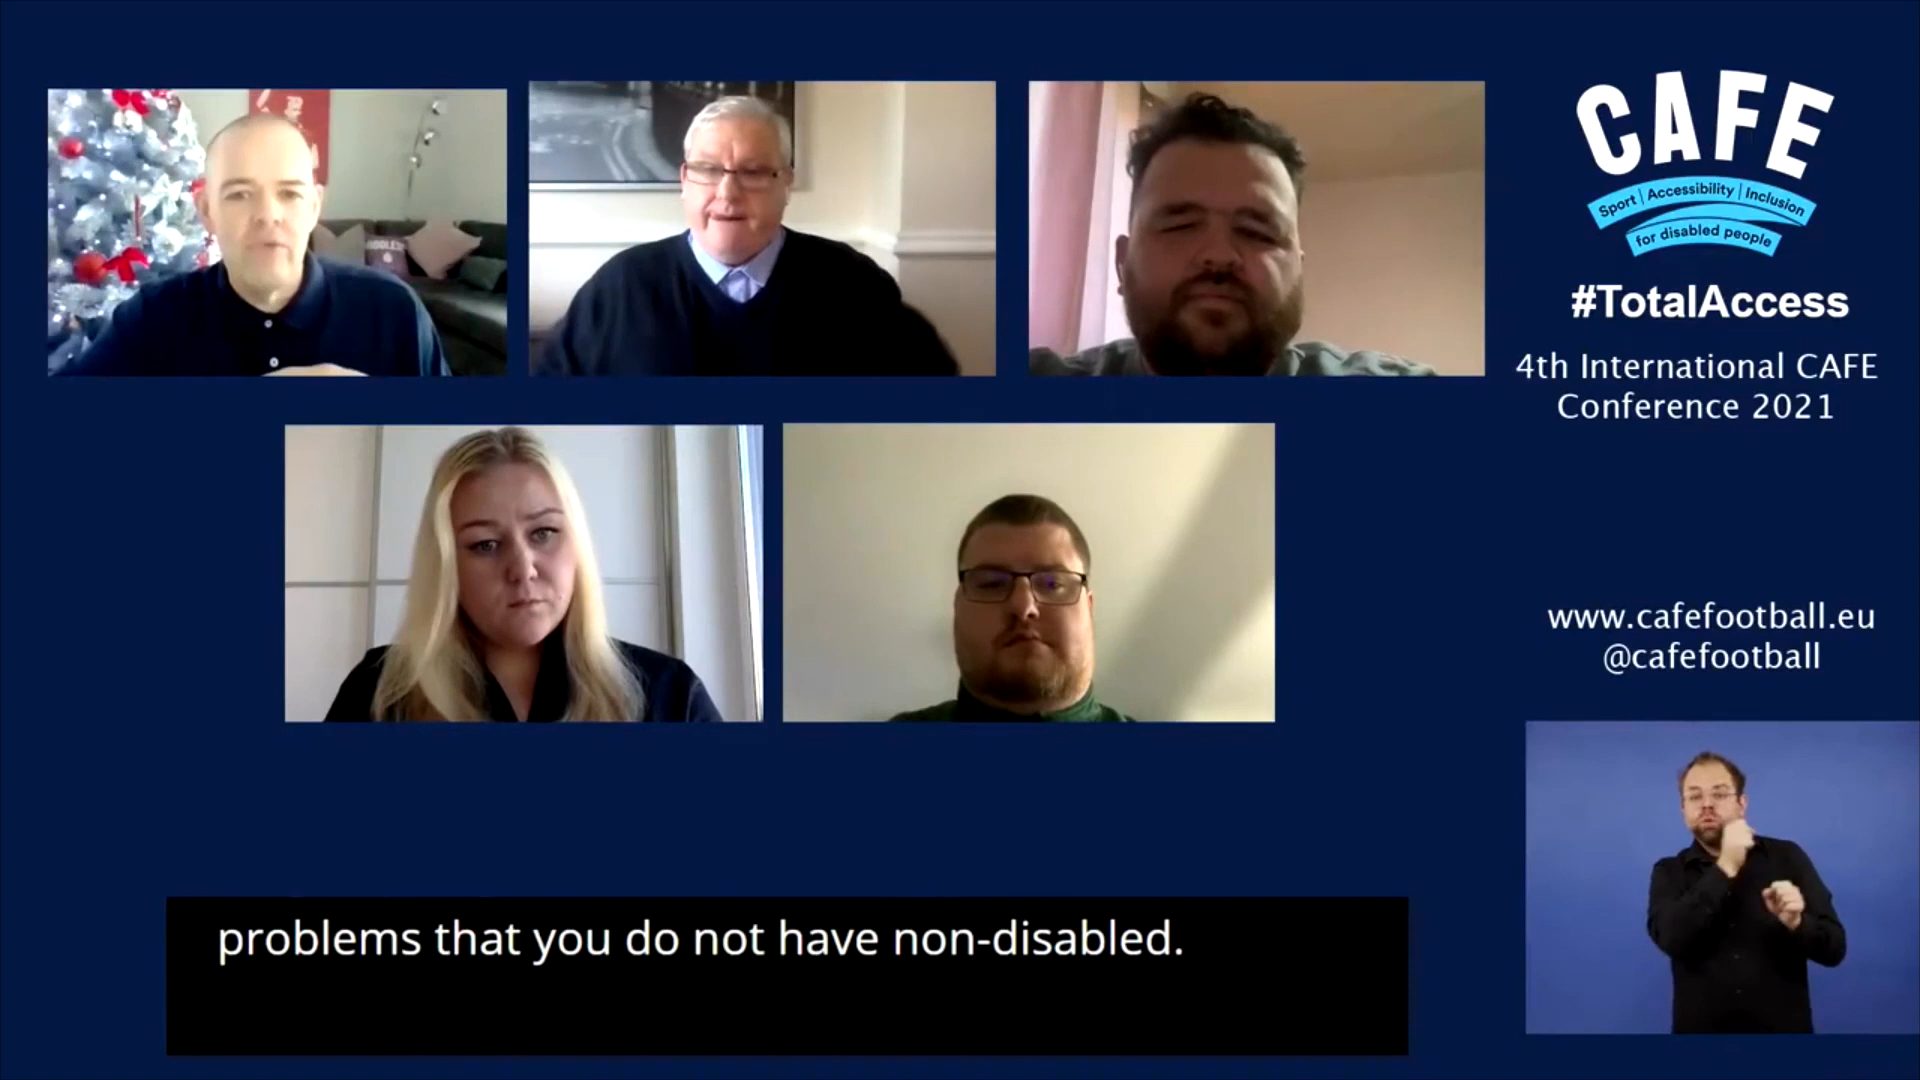 CAFE
Sport | Accessibility | Inclusion
for disabled people
#TotalAccess
4th International CAFE
Conference 2021
www.cafefootball.eu
@cafefootball
problems that you do not have non-disabled.